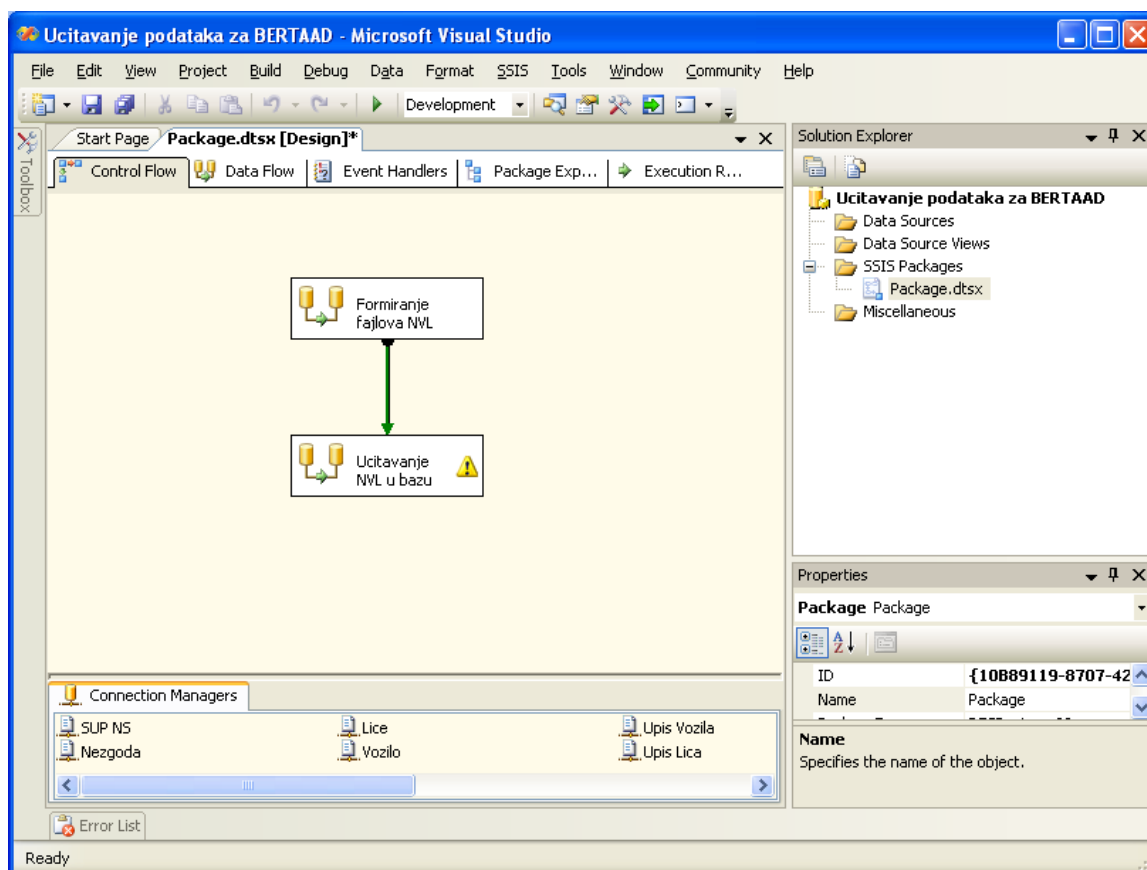 Ucitavanje podataka za BERTAAD - Microsoft Visual Studio
File Edit View Project Build Debug Data Format SSIS Tools Window Community Help
Development
Toolbox
Start Page Package.dtsx [Design]*
Control Flow Data Flow Event Handlers Package Exp... Execution R...
Formiranje
fajlova NVL
Ucitavanje
NVL u bazu
Connection Managers
SUP NS Lice Upis Vozila
Nezgoda Vozilo Upis Lica
Error List
Solution Explorer
Ucitavanje podataka za BERTAAD
Data Sources
Data Source Views
SSIS Packages
Package.dtsx
Miscellaneous
Properties
Package Package
ID {10B89119-8707-42
Name Package
Name
Specifies the name of the object.
Ready